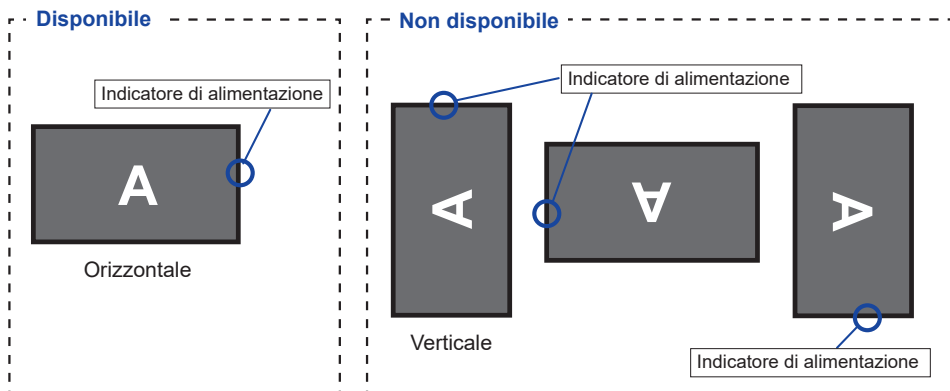 Disponibile
Indicatore di alimentazione
A
Orizzontale
Non disponibile
Indicatore di alimentazione
A
A
A
Verticale
Indicatore di alimentazione